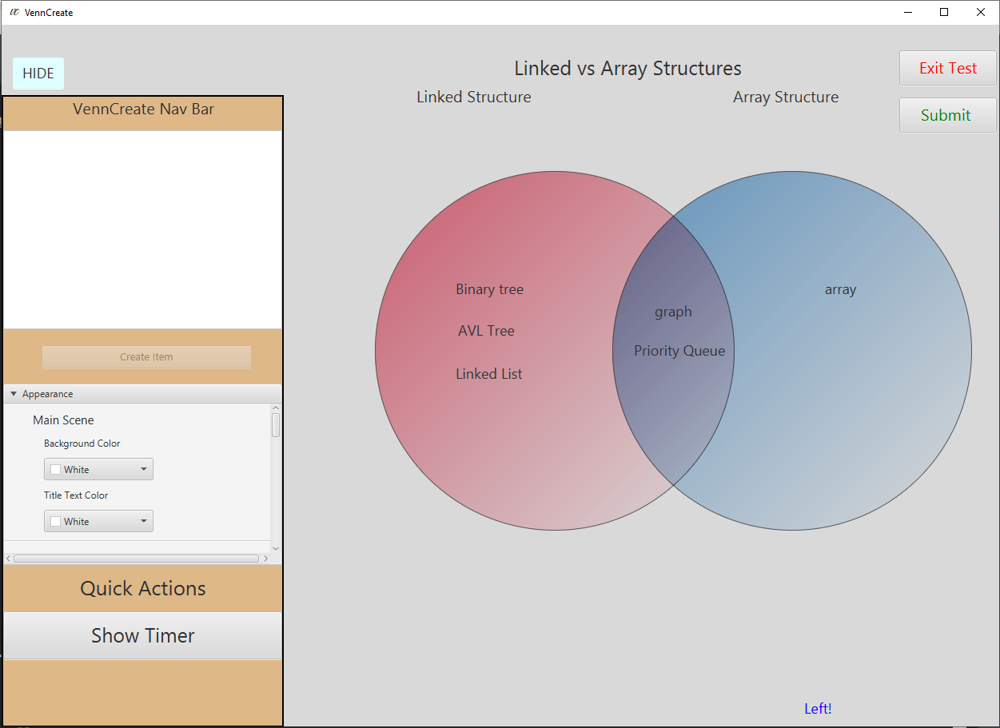 VennCreate
HIDE
Linked vs Array Structures
Exit Test
Linked Structure
Array Structure
Submit
VennCreate Nav Bar
Binary tree
array
graph
AVL Tree
Priority Queue
Linked List
Create Item
Appearance
Main Scene
Background Color
White
Title Text Color
White
Quick Actions
Show Timer
Left!